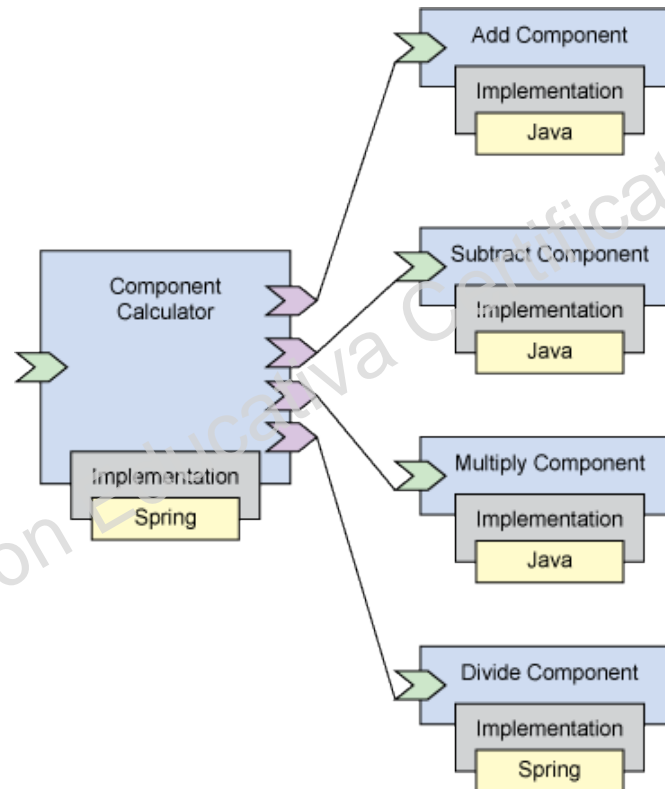 Add Component
Implementation
Java
Subtract Component
Implementation
Java
Component
Calculator
Implementation
Spring
Multiply Component
Implementation
Java
Divide Component
Implementation
Spring
Educativa